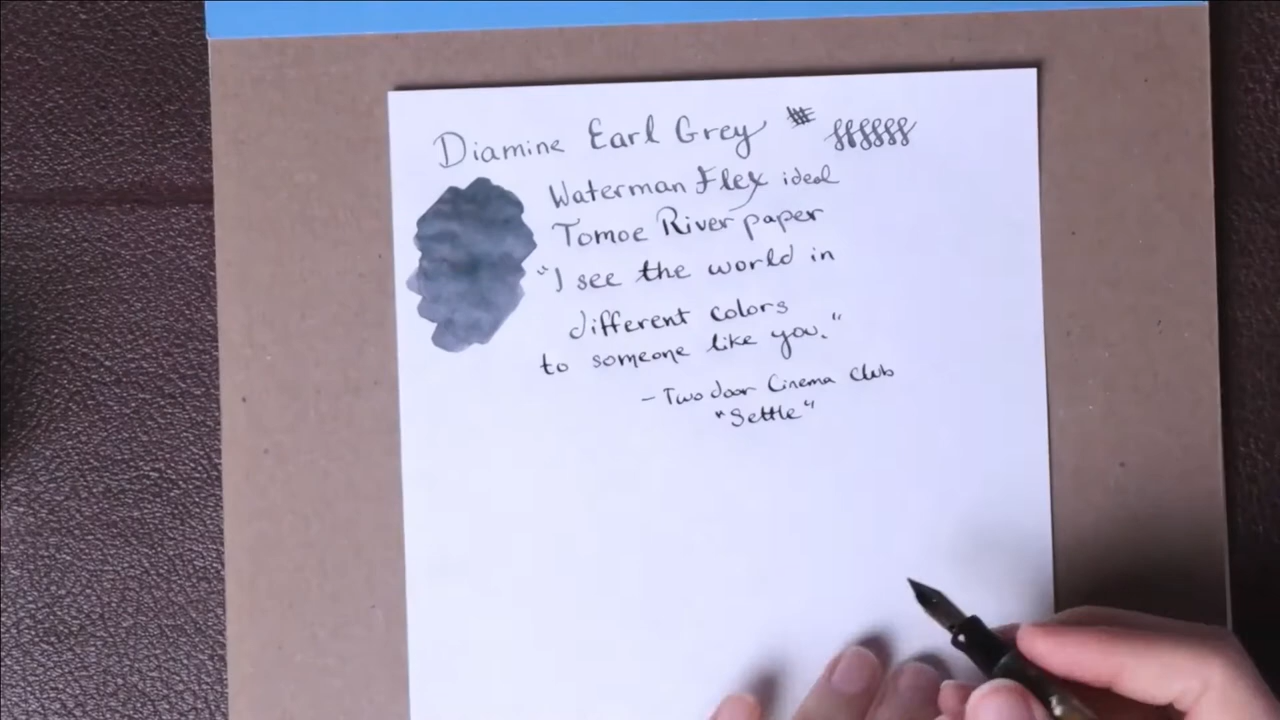 Diamine Earl Grey
Waterman Flex ideal
Tomoe River paper
"I see the world in
different colors
to someone like you."
- Two door Cinema Club
"Settle"